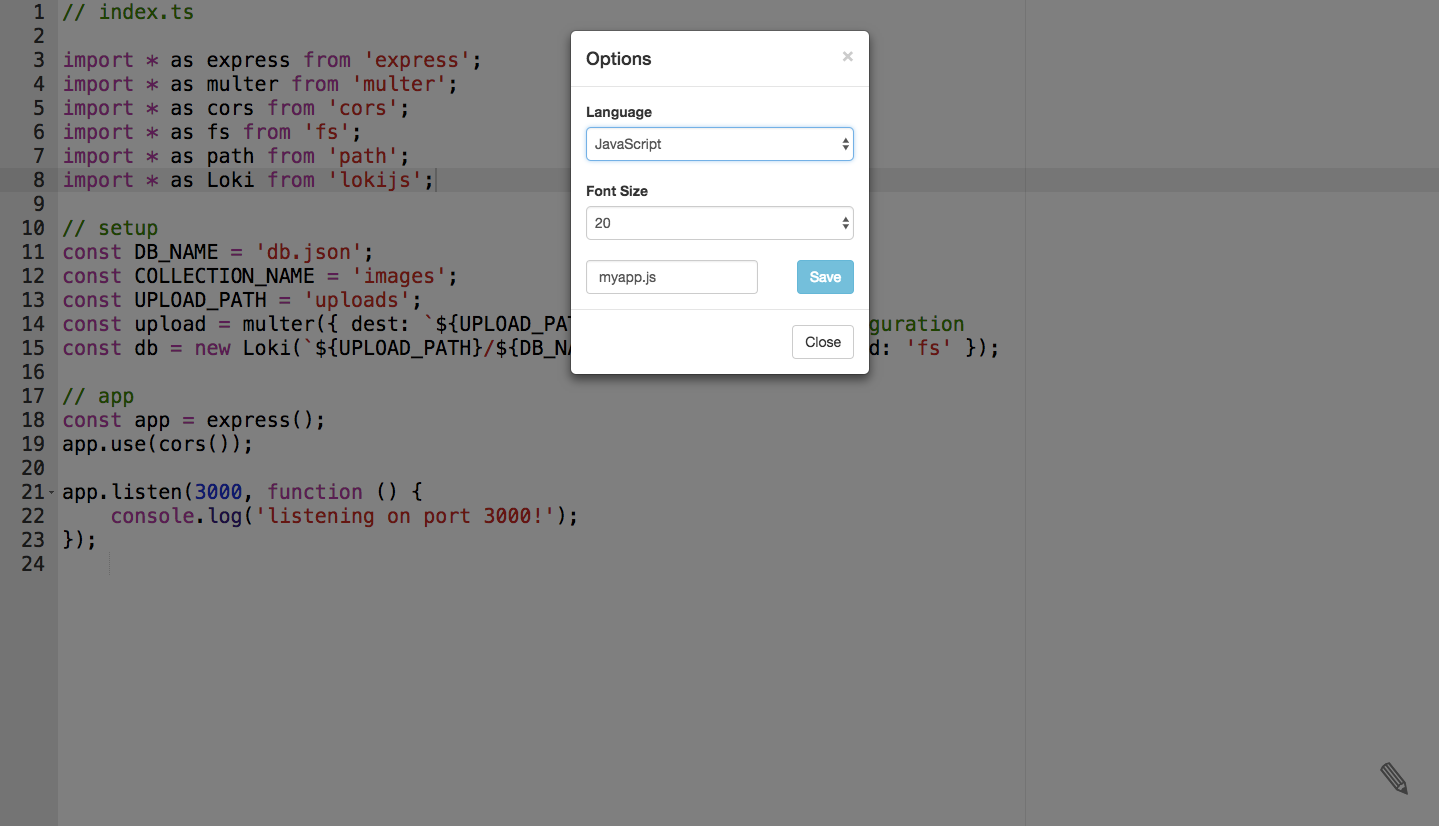 1 // index.ts
2
3 import * as express from 'express';
4 import * as multer from 'multer';
5 import * as cors from 'cors';
6 import * as fs from 'fs';
7 import * as path from 'path';
8 import * as Loki from 'lokijs';
9
10 // setup
11 const DB_NAME = 'db.json';
12 const COLLECTION_NAME = 'images';
13 const UPLOAD_PATH = 'uploads';
14 const upload = multer({ dest: `${UPLOAD_PAT guration
15 const db = new Loki(`${UPLOAD_PATH}/${DB_NA d: 'fs' });
16
17 // app
18 const app = express();
19 app.use(cors());
20
21 app.listen(3000, function () {
22 console.log('listening on port 3000!');
23 });
24
Options ×
Language
JavaScript
Font Size
20
myapp.js Save
Close